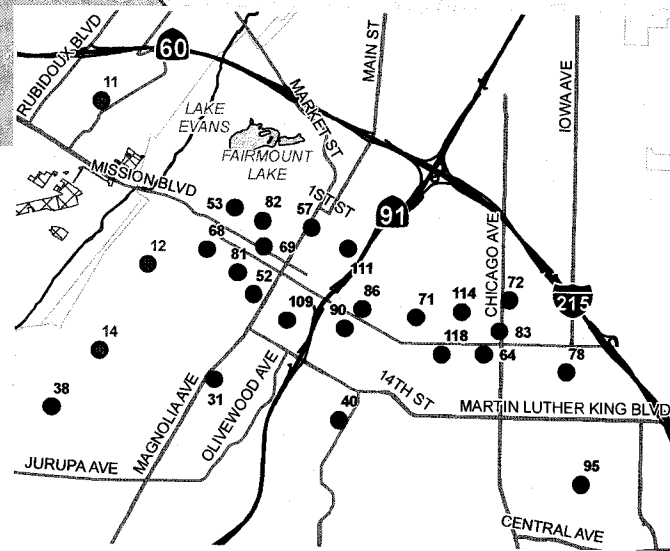 RUBIDOUX BLVD
60
11
MAIN ST
IOWA AVE
MARKET ST
LAKE
EVANS
FAIRMOUNT
LAKE
MISSION BLVD
1ST ST
91
53
82
57
68
69
111
12
81
52
CHICAGO AVE
72
215
86
71
114
109
90
83
118
64
78
14
31
38
MAGNOLIA AVE
OLIVEWOOD AVE
14TH ST
40
MARTIN LUTHER KING BLVD
JURUPA AVE
95
CENTRAL AVE